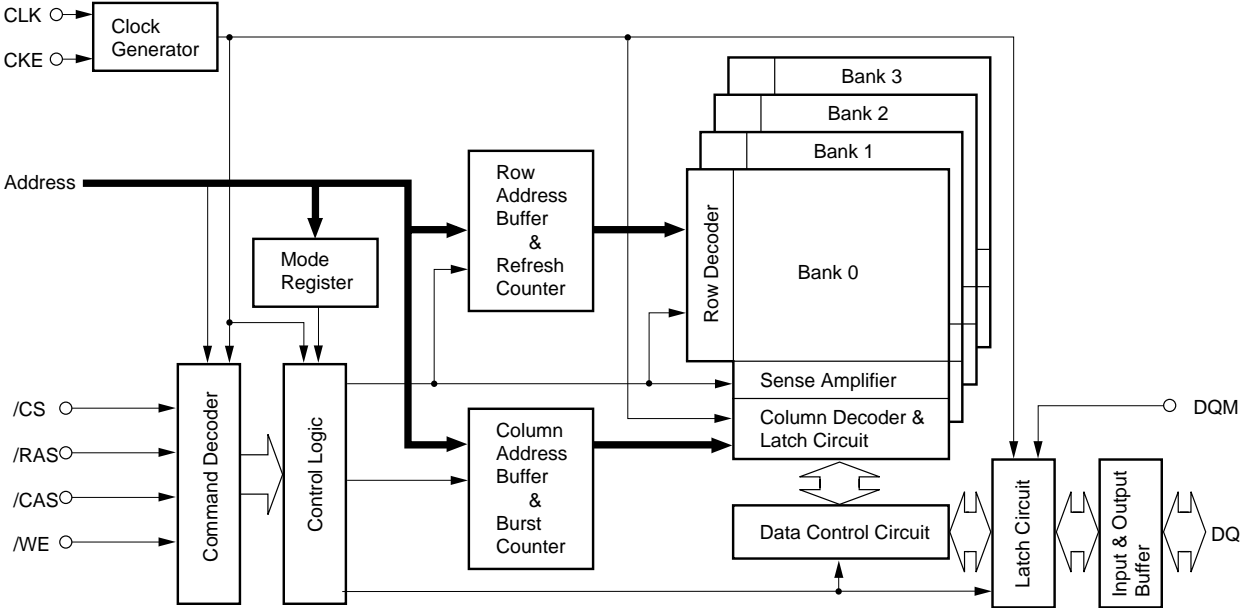 CLK
CKE
Clock
Generator
Bank 3
Bank 2
Bank 1
Address
Row
Address
Buffer
&
Refresh
Counter
Mode
Register
Row Decoder
Bank 0
Sense Amplifier
Column Decoder &
Latch Circuit
/CS
/RAS
/CAS
/WE
Command Decoder
Control Logic
Column
Address
Buffer
&
Burst
Counter
DQM
Data Control Circuit
Latch Circuit
Input & Output
Buffer
DQ